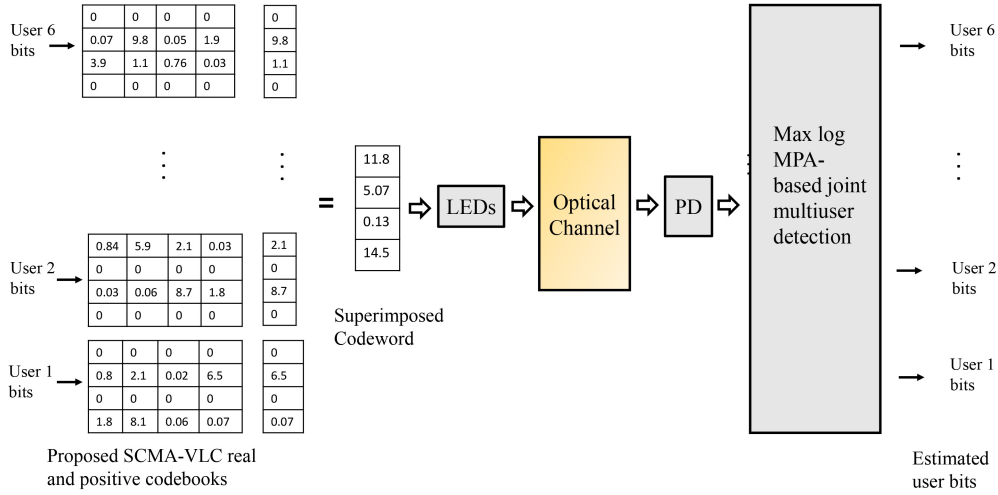 User 6
bits
0 0 0 0
0.07 9.8 0.05 1.9
3.9 1.1 0.76 0.03
0 0 0 0
0
9.8
1.1
0
User 2
bits
0.84 5.9 2.1 0.03
0 0 0 0
0.03 0.06 8.7 1.8
0 0 0 0
2.1
0
8.7
0
User 1
bits
0 0 0 0
0.8 2.1 0.02 6.5
0 0 0 0
1.8 8.1 0.06 0.07
0
6.5
0
0.07
Proposed SCMA-VLC real
and positive codebooks
=
11.8
5.07
0.13
14.5
Superimposed
Codeword
LEDs
Optical
Channel
PD
Max log
MPA-
based joint
multiuser
detection
User 6
bits
User 2
bits
User 1
bits
Estimated
user bits